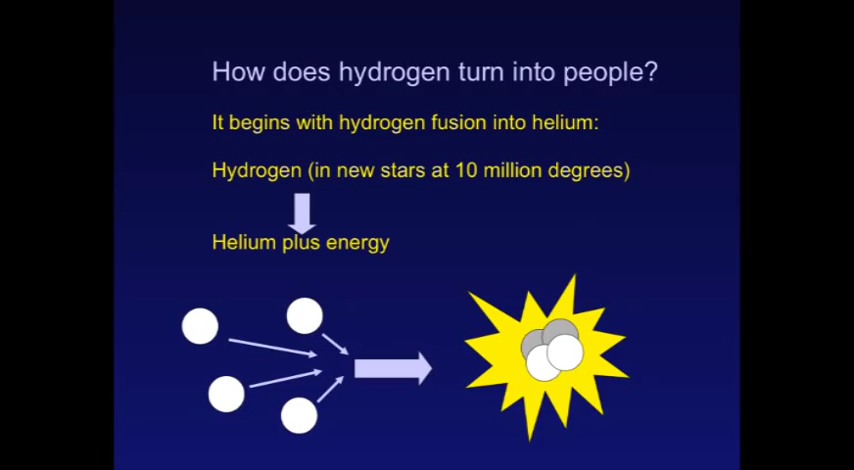 How does hydrogen turn into people?
It begins with hydrogen fusion into helium:
Hydrogen (in new stars at 10 million degrees)
Helium plus energy